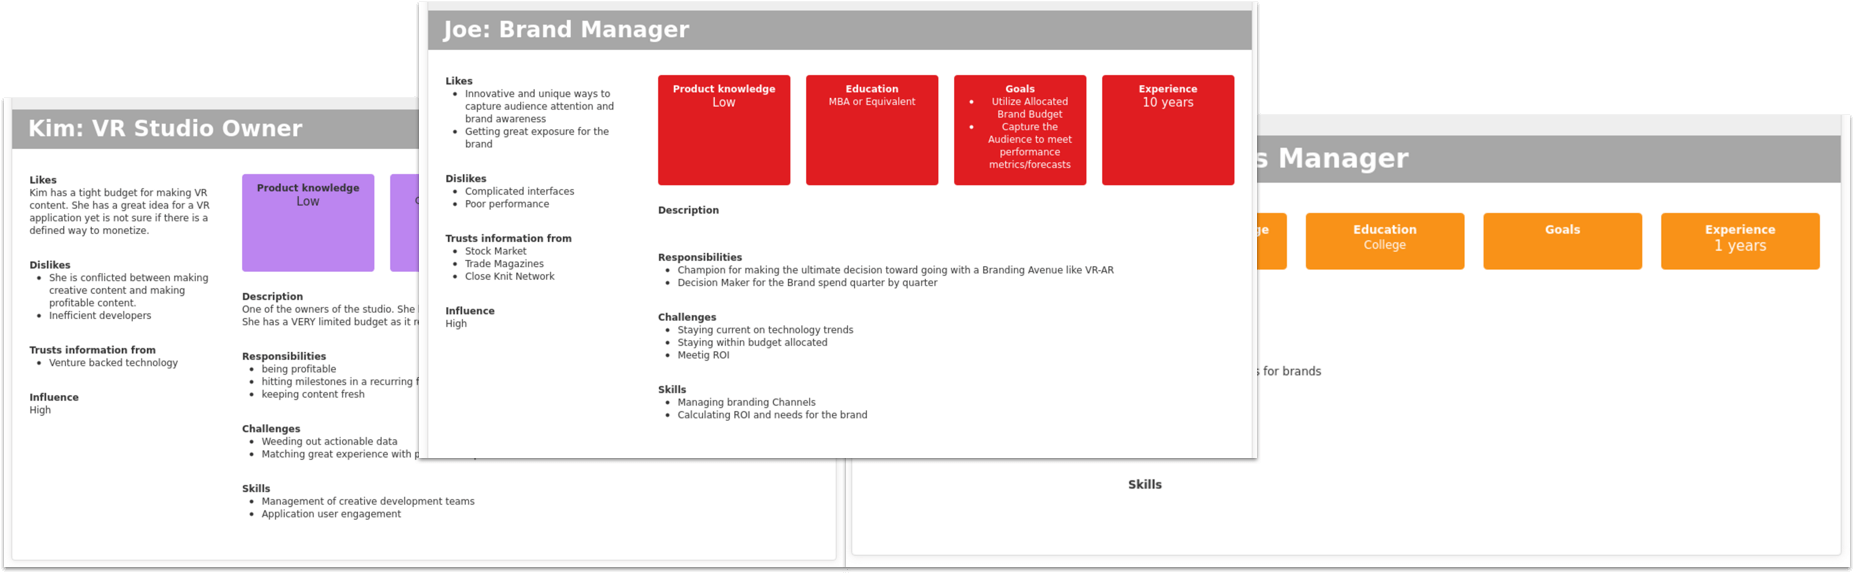 Joe: Brand Manager
Likes
• Innovative and unique ways to
capture audience attention and
brand awareness
• Getting great exposure for the
brand
Dislikes
• Complicated interfaces
• Poor performance
Trusts information from
• Stock Market
• Trade Magazines
• Close Knit Network
Influence
High
Product knowledge
Low
Education
MBA or Equivalent
Goals
• Utilize Allocated
Brand Budget
• Capture the
Audience to meet
performance
metrics/forecasts
Experience
10 years
Description
Responsibilities
• Champion for making the ultimate decision toward going with a Branding Avenue like VR-AR
• Decision Maker for the Brand spend quarter by quarter
Challenges
• Staying current on technology trends
• Staying within budget allocated
• Meetig ROI
Skills
• Managing branding Channels
• Calculating ROI and needs for the brand
Kim: VR Studio Owner
Likes
Kim has a tight budget for making VR
content. She has a great idea for a VR
application yet is not sure if there is a
defined way to monetize.
Dislikes
• She is conflicted between making
creative content and making
profitable content.
• Inefficient developers
Trusts information from
• Venture backed technology
Influence
High
Product knowledge
Low
Description
One of the owners of the studio. She
She has a VERY limited budget as it
Responsibilities
• being profitable
• hitting milestones in a recurring
• keeping content fresh
Challenges
• Weeding out actionable data
• Matching great experience with
Skills
• Management of creative development teams
• Application user engagement
s Manager
ge
Education
College
Goals
Experience
1 years
s for brands
Skills